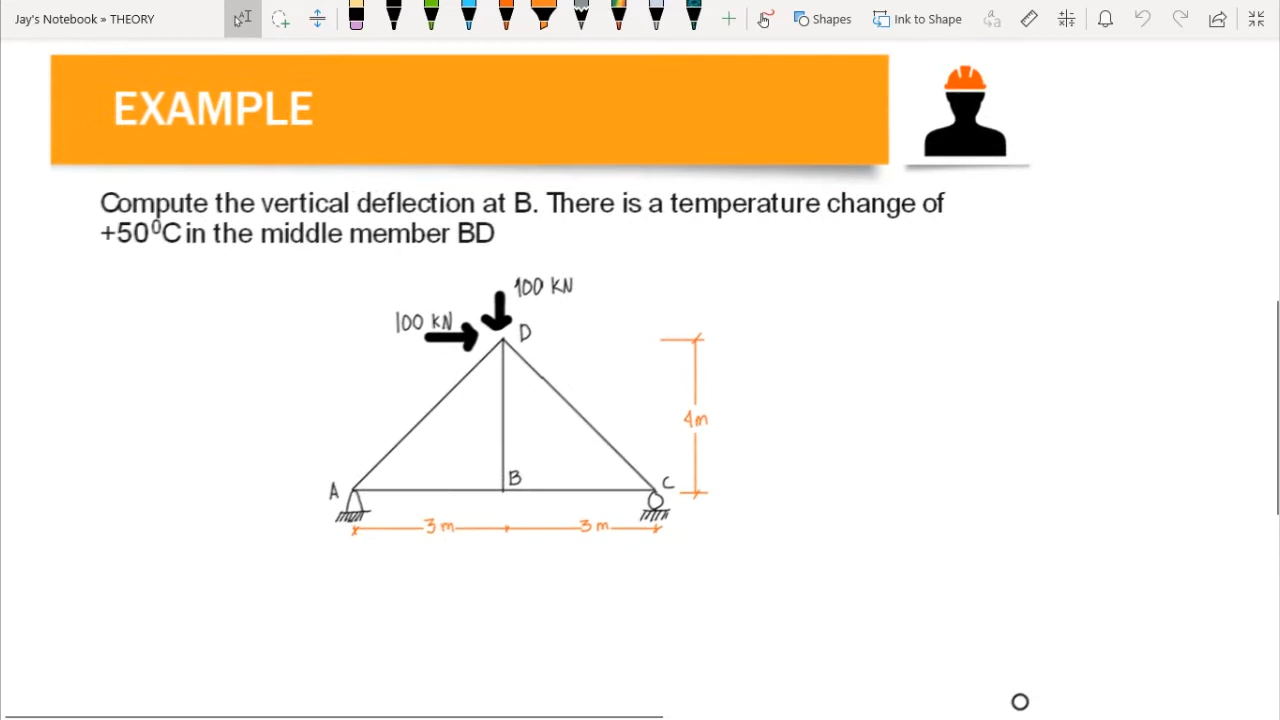 Jay's Notebook » THEORY
Shapes
Ink to Shape
EXAMPLE
Compute the vertical deflection at B. There is a temperature change of
+50⁰C in the middle member BD
100 KN
100 KN
D
4m
A
B
C
3 m
3 m